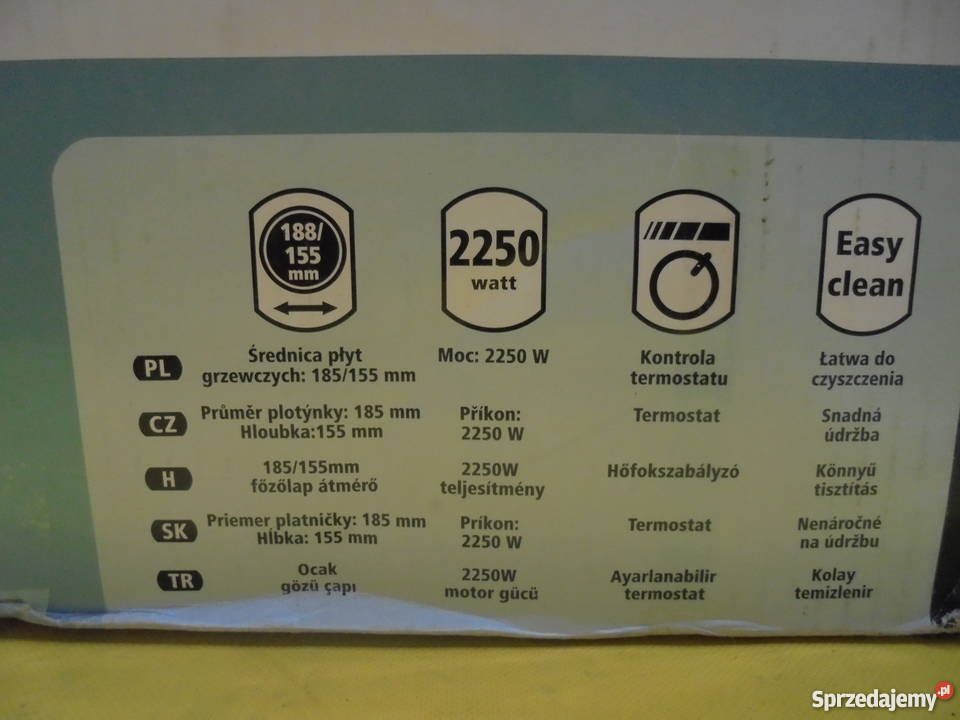 188/
155
mm
2250
watt
Easy
clean
PL
Średnica płyt
grzewczych: 185/155 mm
Moc: 2250 W
Kontrola
termostatu
Łatwa do
czyszczenia
CZ
Průměr plotýnky: 185 mm
Hloubka:155 mm
Příkon:
2250 W
Termostat
Snadná
údržba
H
185/155mm
főzőlap átmérő
2250W
teljesítmény
Hőfokszabályzó
Könnyű
tisztítás
SK
Priemer platničky: 185 mm
Hĺbka: 155 mm
Príkon:
2250 W
Termostat
Nenáročné
na údržbu
TR
Ocak
gözü çapı
2250W
motor gücü
Ayarlanabilir
termostat
Kolay
temizlenir
Sprzedajemy.pl